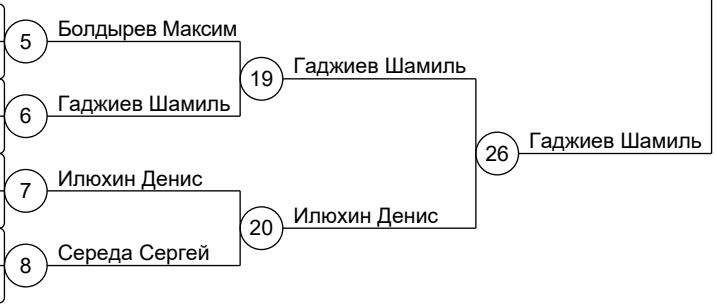 Болдырев Максим
5
Гаджиев Шамиль
19
Гаджиев Шамиль
6
Гаджиев Шамиль
26
Илюхин Денис
7
Илюхин Денис
20
Середа Сергей
8